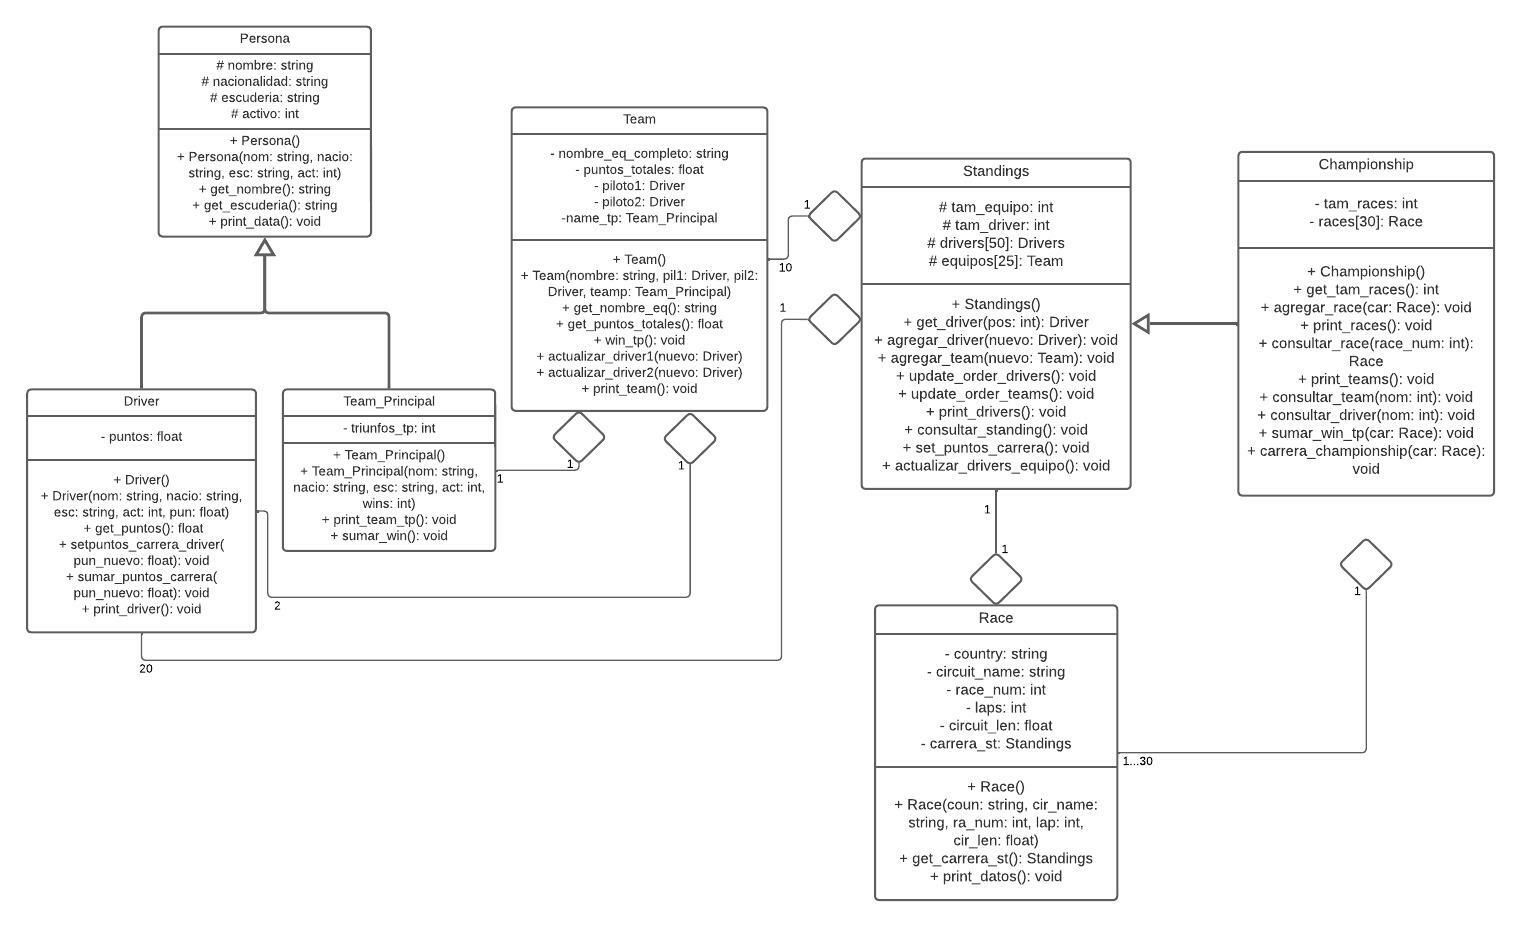 Persona
# nombre: string
# nacionalidad: string
# escuderia: string
# activo: int
+ Persona()
+ Persona(nom: string, nacio:
string, esc: string, act: int)
+ get_nombre(): string
+ get_escuderia(): string
+ print_data(): void
Team
- nombre_eq_completo: string
- puntos_totales: float
- piloto1: Driver
- piloto2: Driver
-name_tp: Team_Principal
+ Team()
+ Team(nombre: string, pil1: Driver, pil2:
Driver, teamp: Team_Principal)
+ get_nombre_eq(): string
+ get_puntos_totales(): float
+ win_tp(): void
+ actualizar_driver1(nuevo: Driver)
+ actualizar_driver2(nuevo: Driver)
+ print_team(): void
1
10
1
Standings
# tam_equipo: int
# tam_driver: int
# drivers[50]: Drivers
# equipos[25]: Team
+ Standings()
+ get_driver(pos: int): Driver
+ agregar_driver(nuevo: Driver): void
+ agregar_team(nuevo: Team): void
+ update_order_drivers(): void
+ update_order_teams(): void
+ print_drivers(): void
+ consultar_standing(): void
+ set_puntos_carrera(): void
+ actualizar_drivers_equipo(): void
Championship
- tam_races: int
- races[30]: Race
+ Championship()
+ get_tam_races(): int
+ agregar_race(car: Race): void
+ print_races(): void
+ consultar_race(race_num: int):
Race
+ print_teams(): void
+ consultar_team(nom: int): void
+ consultar_driver(nom: int): void
+ sumar_win_tp(car: Race): void
+ carrera_championship(car: Race):
void
Driver
- puntos: float
+ Driver()
+ Driver(nom: string, nacio: string,
esc: string, act: int, pun: float)
+ get_puntos(): float
+ setpuntos_carrera_driver(
pun_nuevo: float): void
+ sumar_puntos_carrera(
pun_nuevo: float): void
+ print_driver(): void
Team_Principal
- triunfos_tp: int
+ Team_Principal()
+ Team_Principal(nom: string,
nacio: string, esc: string, act: int,
wins: int)
+ print_team_tp(): void
+ sumar_win(): void
1
1
1
2
20
1
1
1
Race
- country: string
- circuit_name: string
- race_num: int
- laps: int
- circuit_len: float
- carrera_st: Standings
+ Race()
+ Race(coun: string, cir_name:
string, ra_num: int, lap: int,
cir_len: float)
+ get_carrera_st(): Standings
+ print_datos(): void
1...30